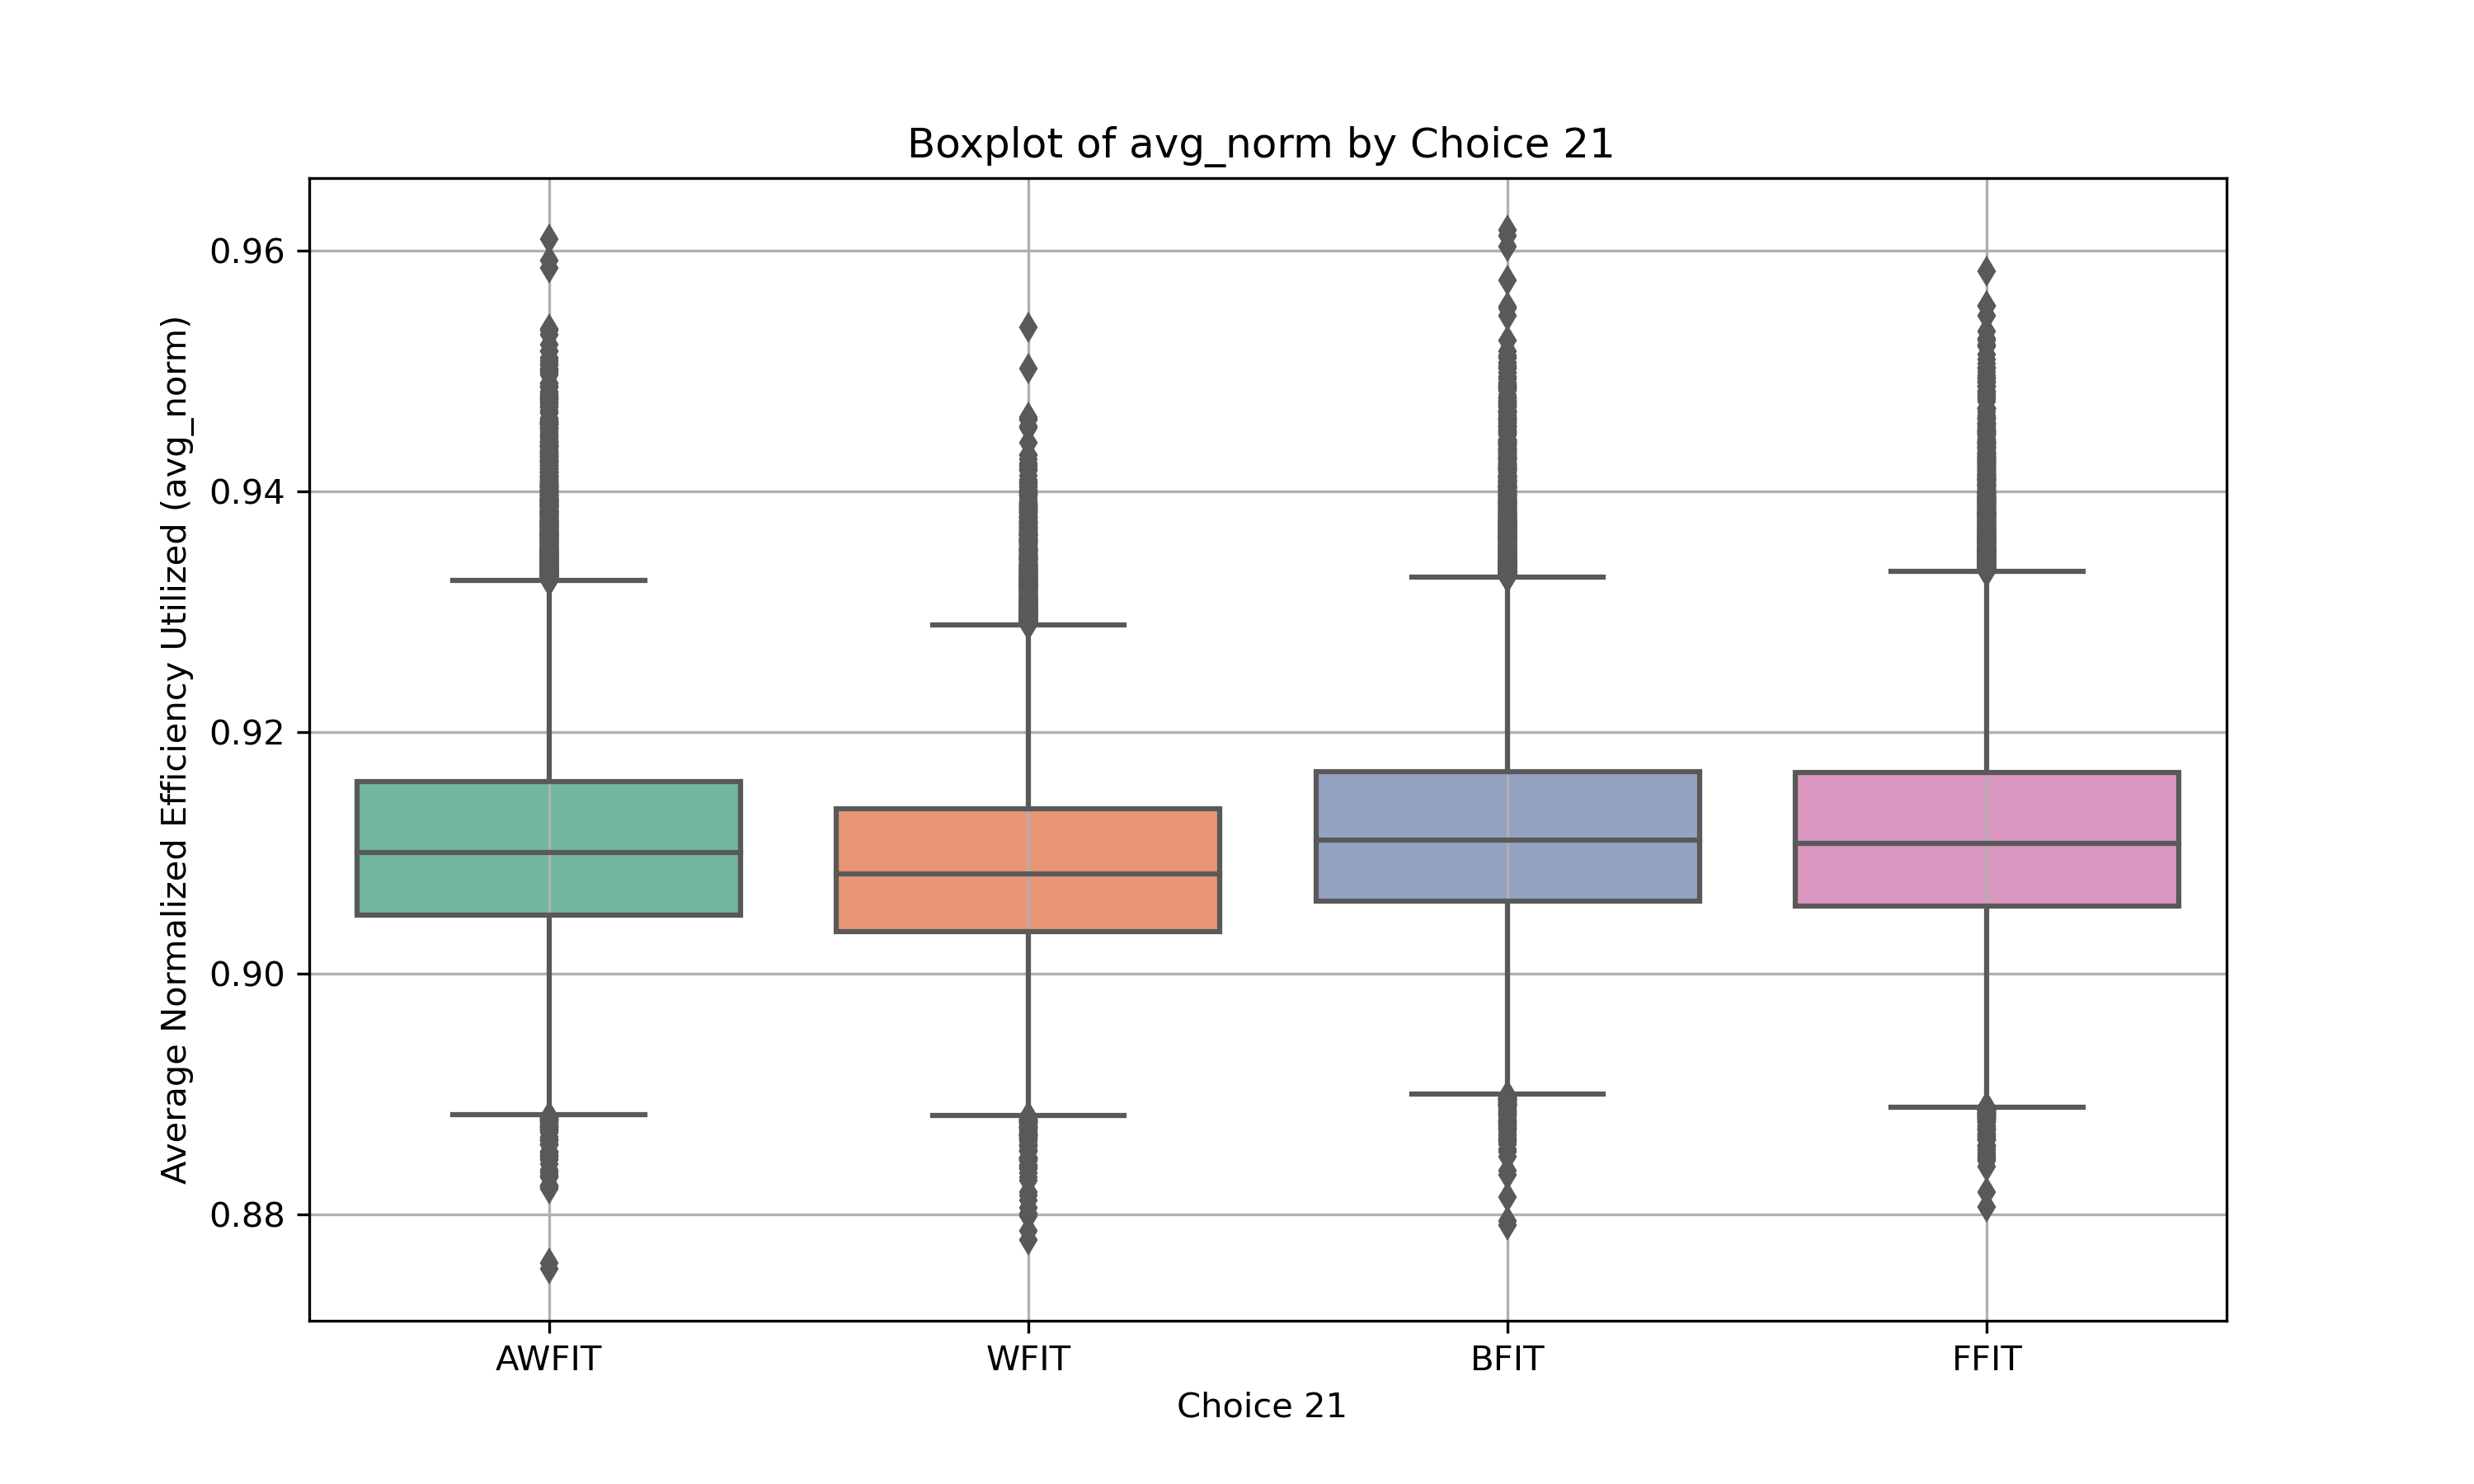 Boxplot of avg_norm by Choice 21
Average Normalized Efficiency Utilized (avg_norm)
0.96
0.94
0.92
0.90
0.88
AWFIT WFIT BFIT FFIT
Choice 21